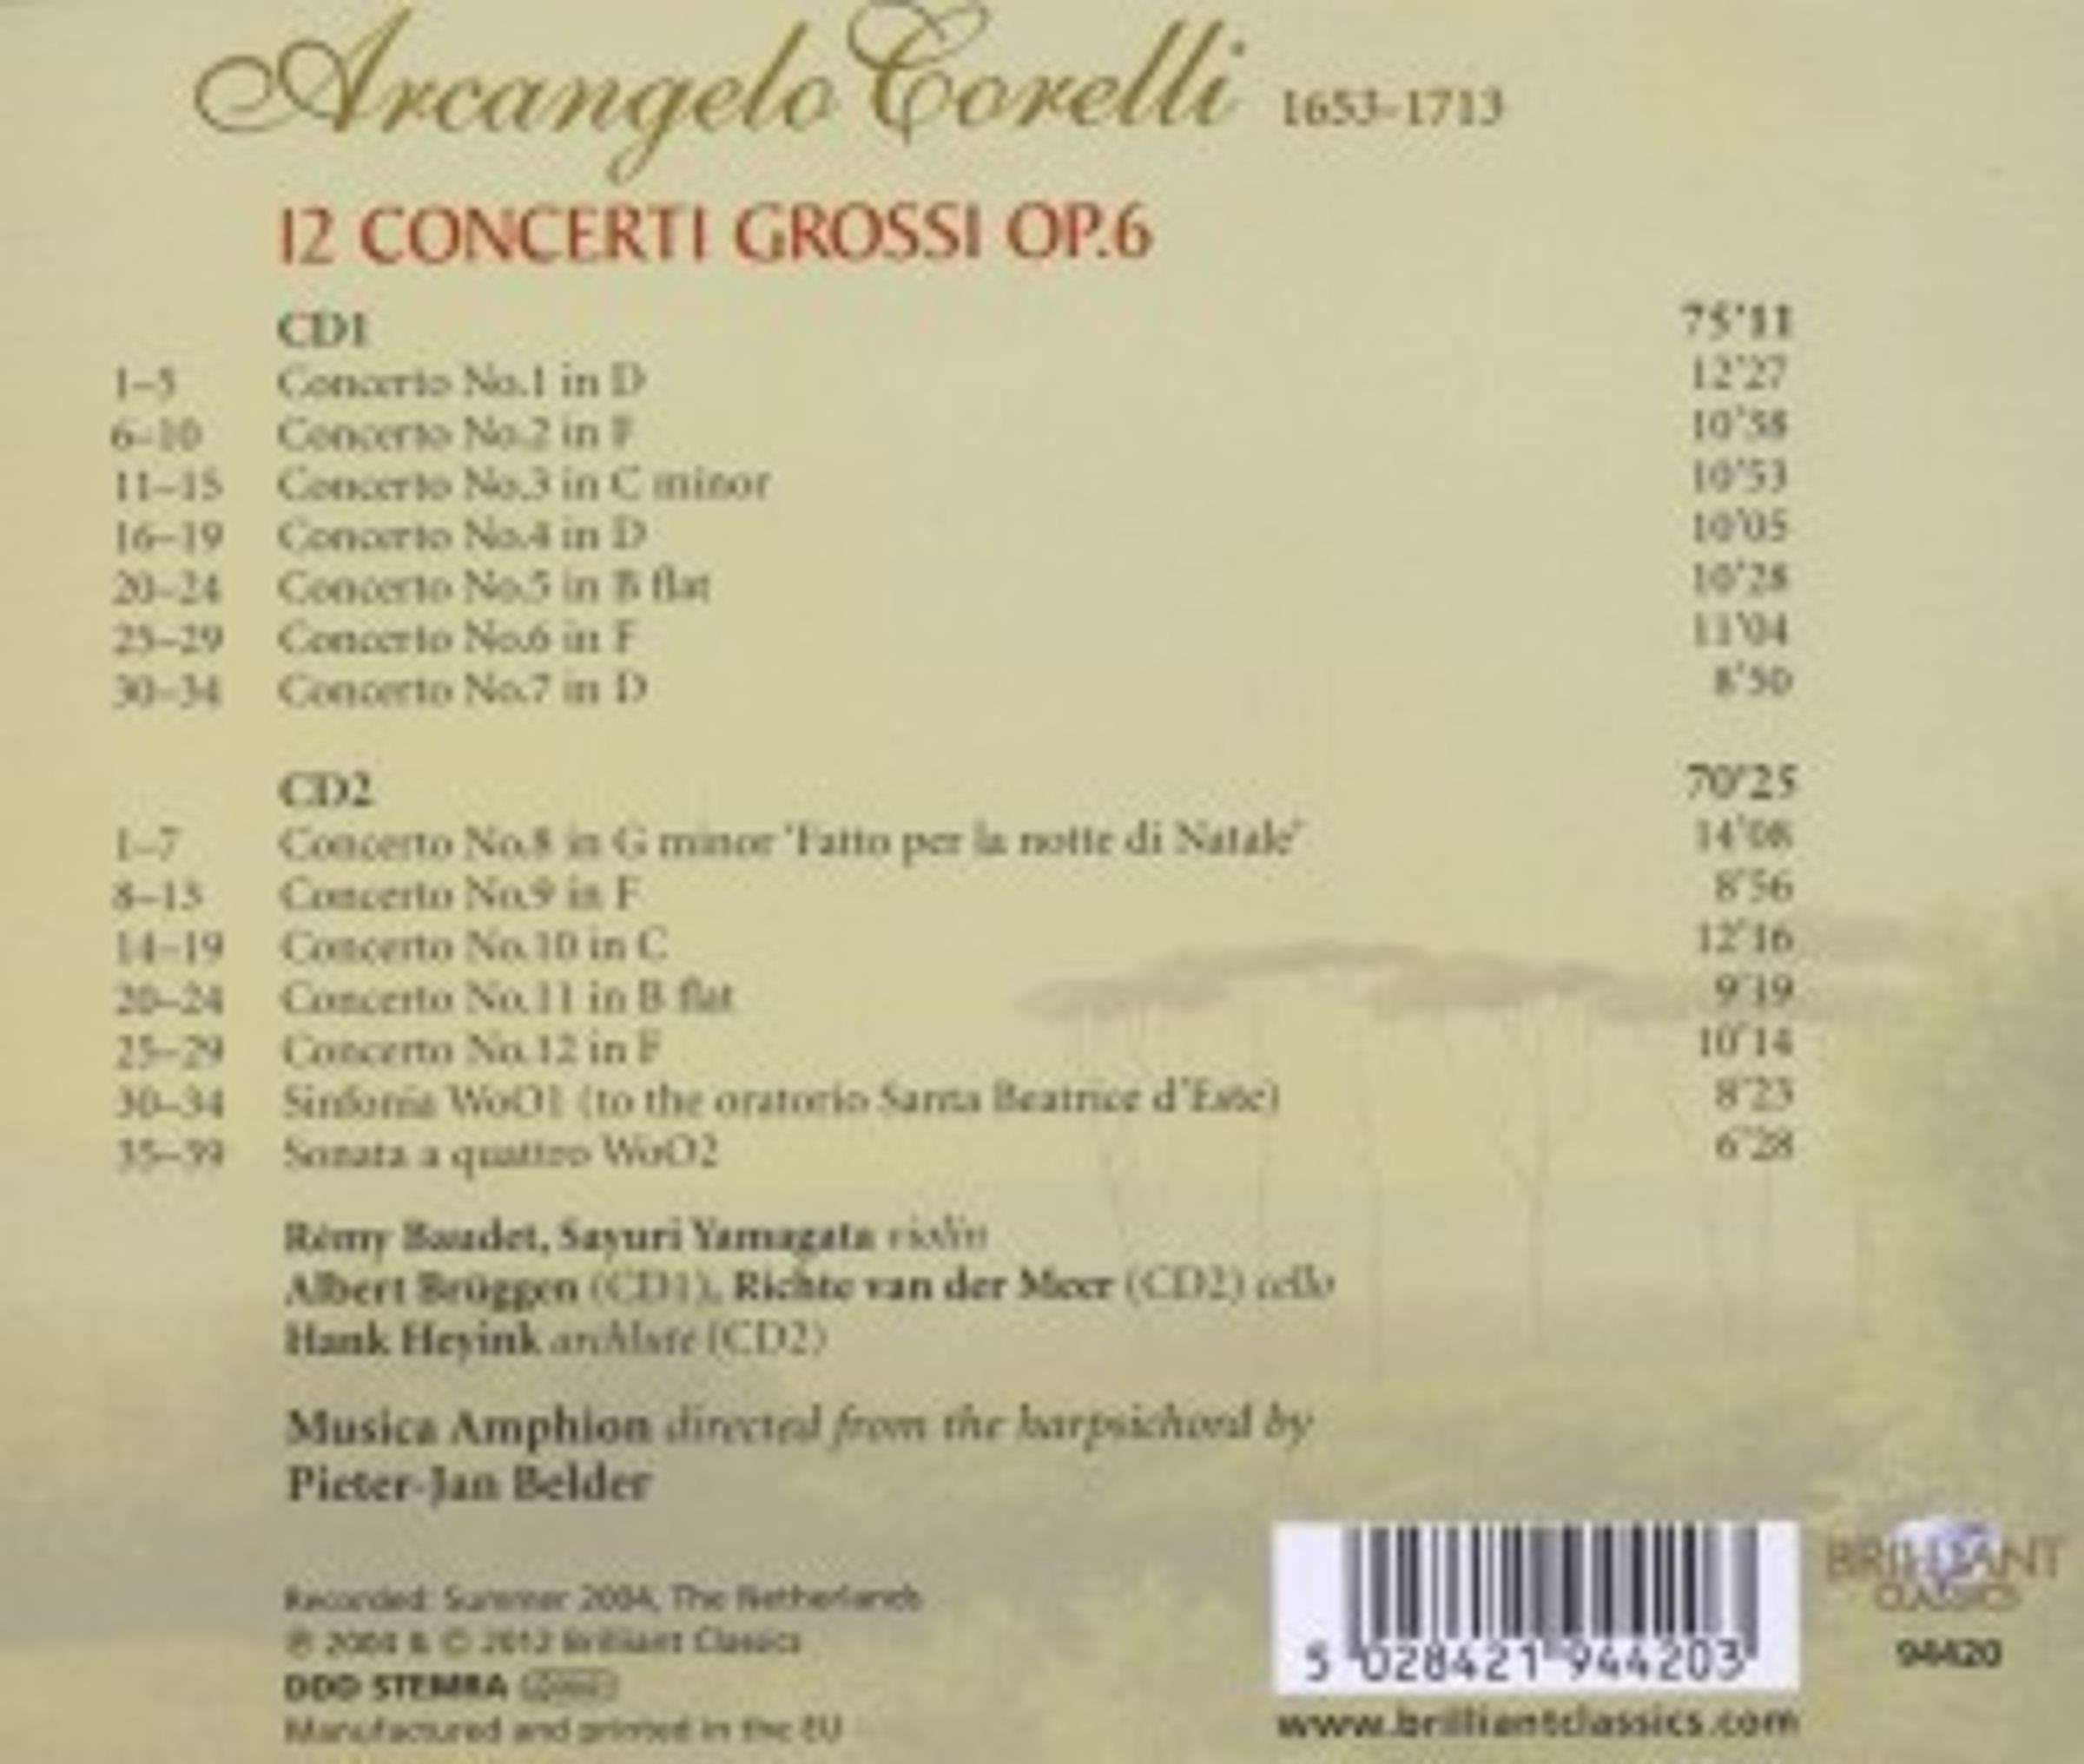 Arcangelo Corelli 1653-1713
12 CONCERTI GROSSI OP.6
CD1 75'11
1–5 Concerto No.1 in D 12'27
6–10 Concerto No.2 in F 10'38
11–15 Concerto No.3 in C minor 10'53
16–19 Concerto No.4 in D 10'05
20–24 Concerto No.5 in B flat 10'28
25–29 Concerto No.6 in F 11'04
30–34 Concerto No.7 in D 8'50
CD2 70'25
1–7 Concerto No.8 in G minor 'Fatto per la notte di Natale' 14'08
8–13 Concerto No.9 in F 8'56
14–19 Concerto No.10 in C 12'16
20–24 Concerto No.11 in B flat 9'19
25–29 Concerto No.12 in F 10'14
30–34 Sinfonia WoO1 (to the oratorio Santa Beatrice d'Este) 8'23
35–39 Sonata a quattro WoO2 6'28
Rémy Baudet, Sayuri Yamagata violin
Albert Brüggen (CD1), Richte van der Meer (CD2) cello
Hank Heyink archlute (CD2)
Musica Amphion directed from the harpsichord by
Pieter-Jan Belder
Recorded: Summer 2004, The Netherlands
℗ 2004 & © 2012 Brilliant Classics
DDD STEMRA
Manufactured and printed in the EU
5 028421 944203
www.brilliantclassics.com
BRILLIANT
CLASSICS
94420